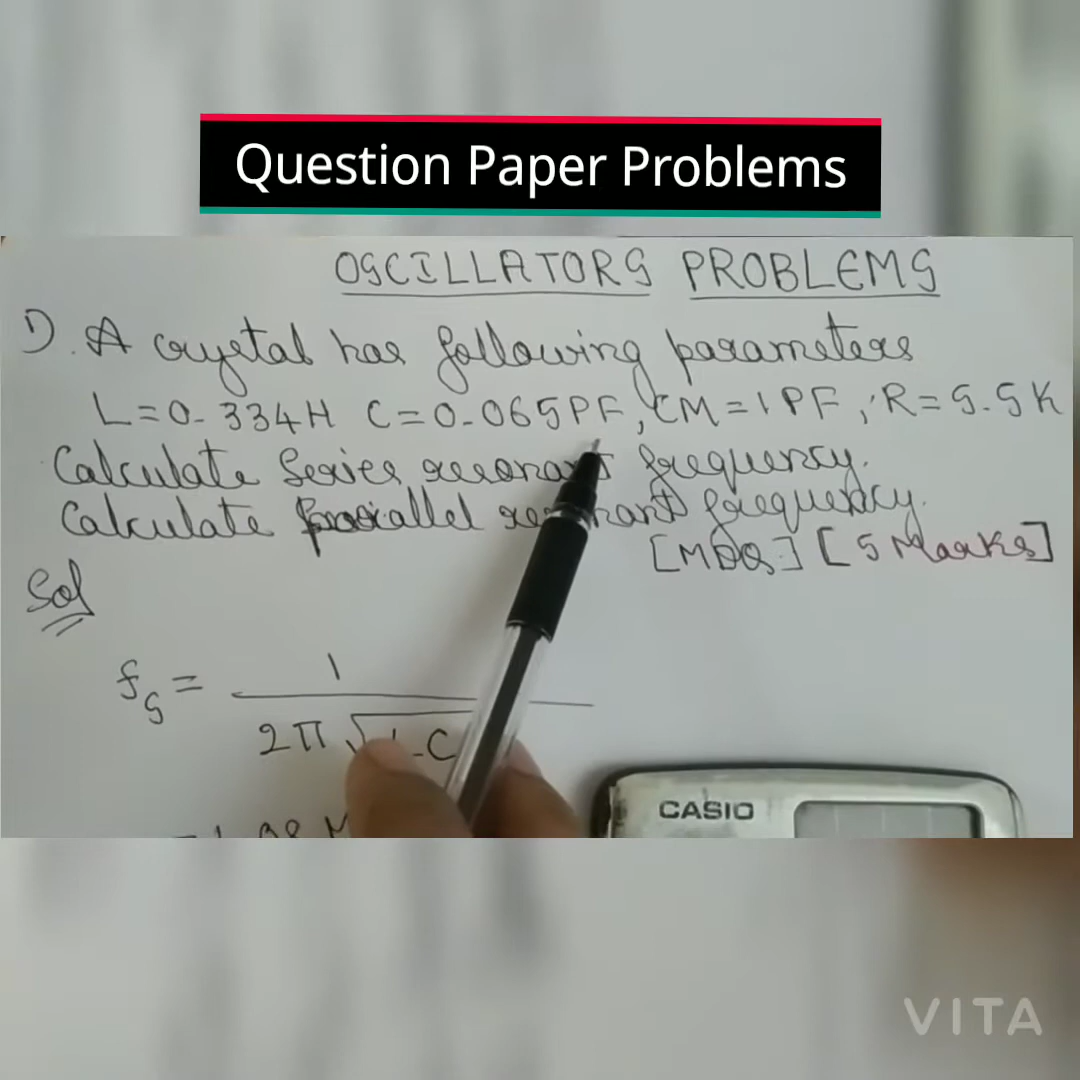 Question Paper Problems
OSCILLATORS PROBLEMS
1). A crystal has following parameters
L=0.334H C=0.065PF, CM=1PF, R=5.5K
Calculate Series resonant frequency.
Calculate Parallel resonant frequency.
[5 Marks]
Sol
fs = 1
2π√LC
CASIO
VITA